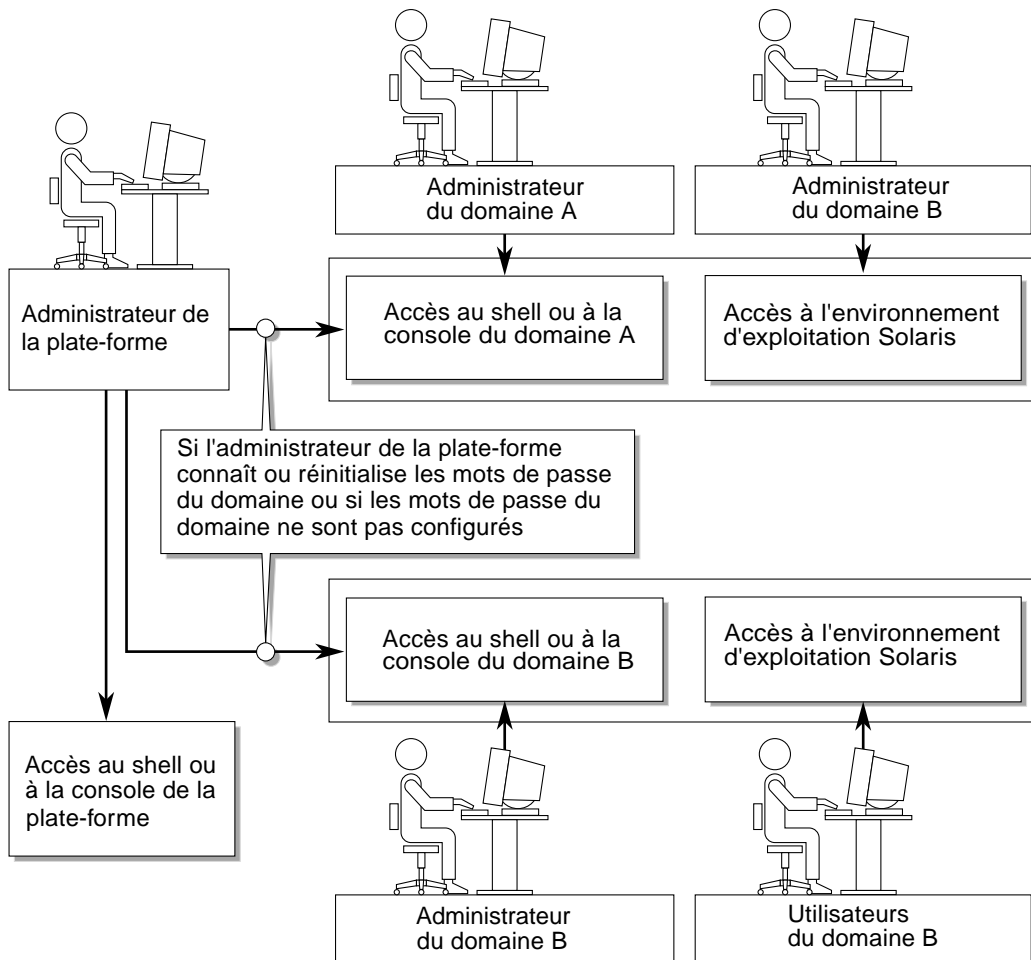 Administrateur
du domaine A
Administrateur
du domaine B
Administrateur de
la plate-forme
Accès au shell ou à la
console du domaine A
Accès à l'environnement
d'exploitation Solaris
Si l'administrateur de la plate-forme
connaît ou réinitialise les mots de passe
du domaine ou si les mots de passe du
domaine ne sont pas configurés
Accès au shell ou à la
console du domaine B
Accès à l'environnement
d'exploitation Solaris
Accès au shell ou
à la console de la
plate-forme
Administrateur
du domaine B
Utilisateurs
du domaine B